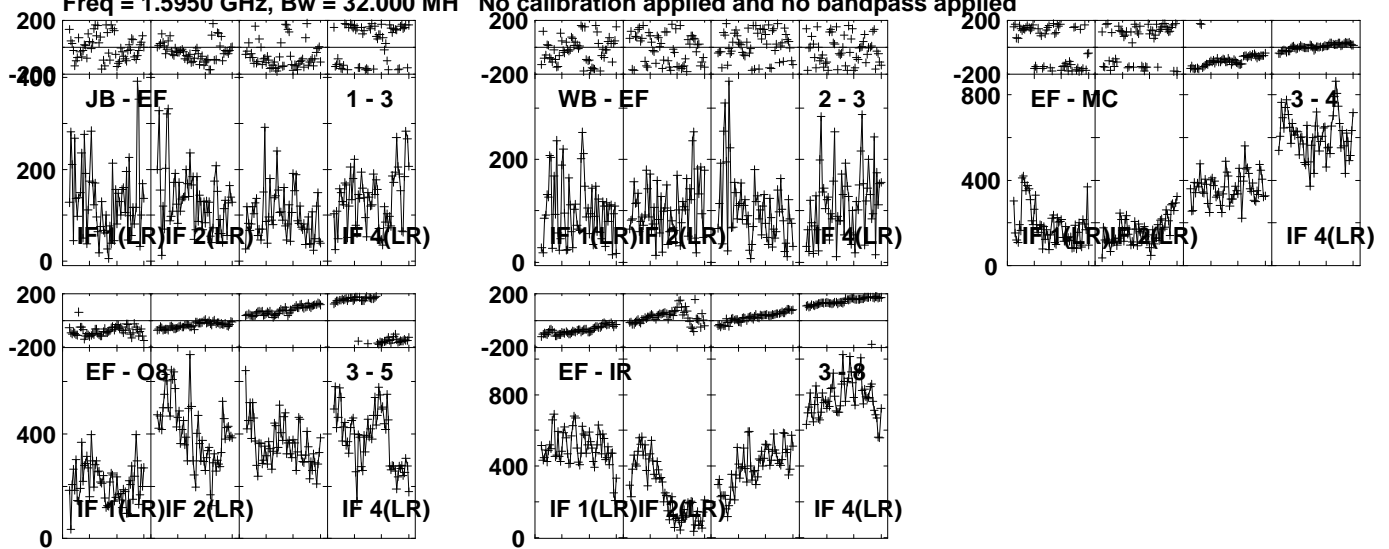 Freq = 1.5950 GHz, Bw = 32.000 MH No calibration applied and no bandpass applied
200 200 200
-200 -200 -200
400 JB - EF 1 - 3 WB - EF 2 - 3 800 EF - MC 3 - 4
200 200 400
IF 1(LR) IF 2(LR) IF 4(LR) IF 1(LR) IF 2(LR) IF 4(LR) IF 1(LR) IF 2(LR) IF 4(LR)
0 0 0
200 200
-200 -200
EF - O8 3 - 5 EF - IR 3 - 8
800
400 400
IF 1(LR) IF 2(LR) IF 4(LR) IF 1(LR) IF 2(LR) IF 4(LR)
0 0